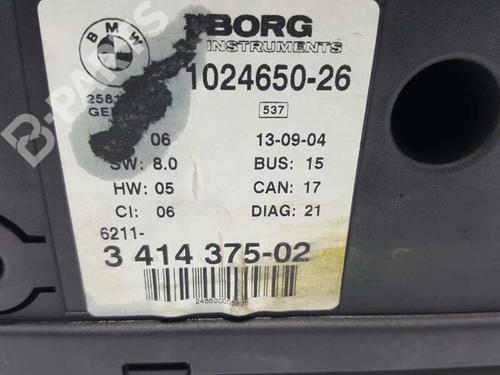 BMW
BORG
INSTRUMENTS
1024650-26
537
06 13-09-04
SW: 8.0 BUS: 15
HW: 05 CAN: 17
CI: 06 DIAG: 21
6211-
3 414 375-02